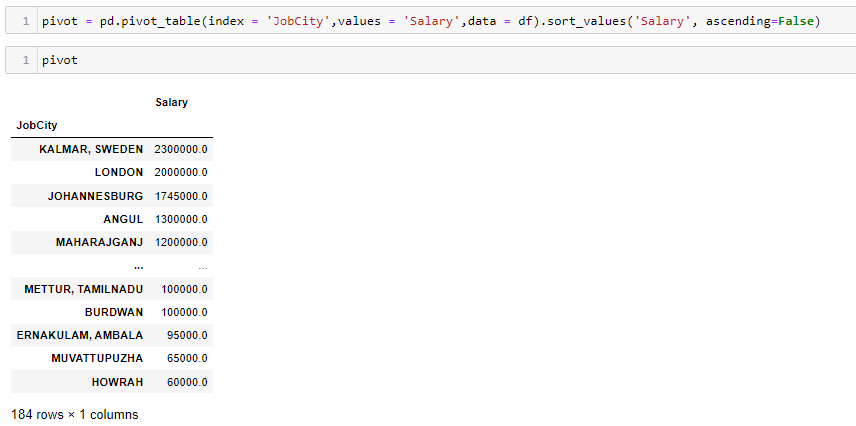 1 pivot = pd.pivot_table(index = 'JobCity',values = 'Salary',data = df).sort_values('Salary', ascending=False)
1 pivot
Salary
JobCity
KALMAR, SWEDEN 2300000.0
LONDON 2000000.0
JOHANNESBURG 1745000.0
ANGUL 1300000.0
MAHARAJGANJ 1200000.0
... ...
METTUR, TAMILNADU 100000.0
BURDWAN 100000.0
ERNAKULAM, AMBALA 95000.0
MUVATTUPUZHA 65000.0
HOWRAH 60000.0
184 rows × 1 columns